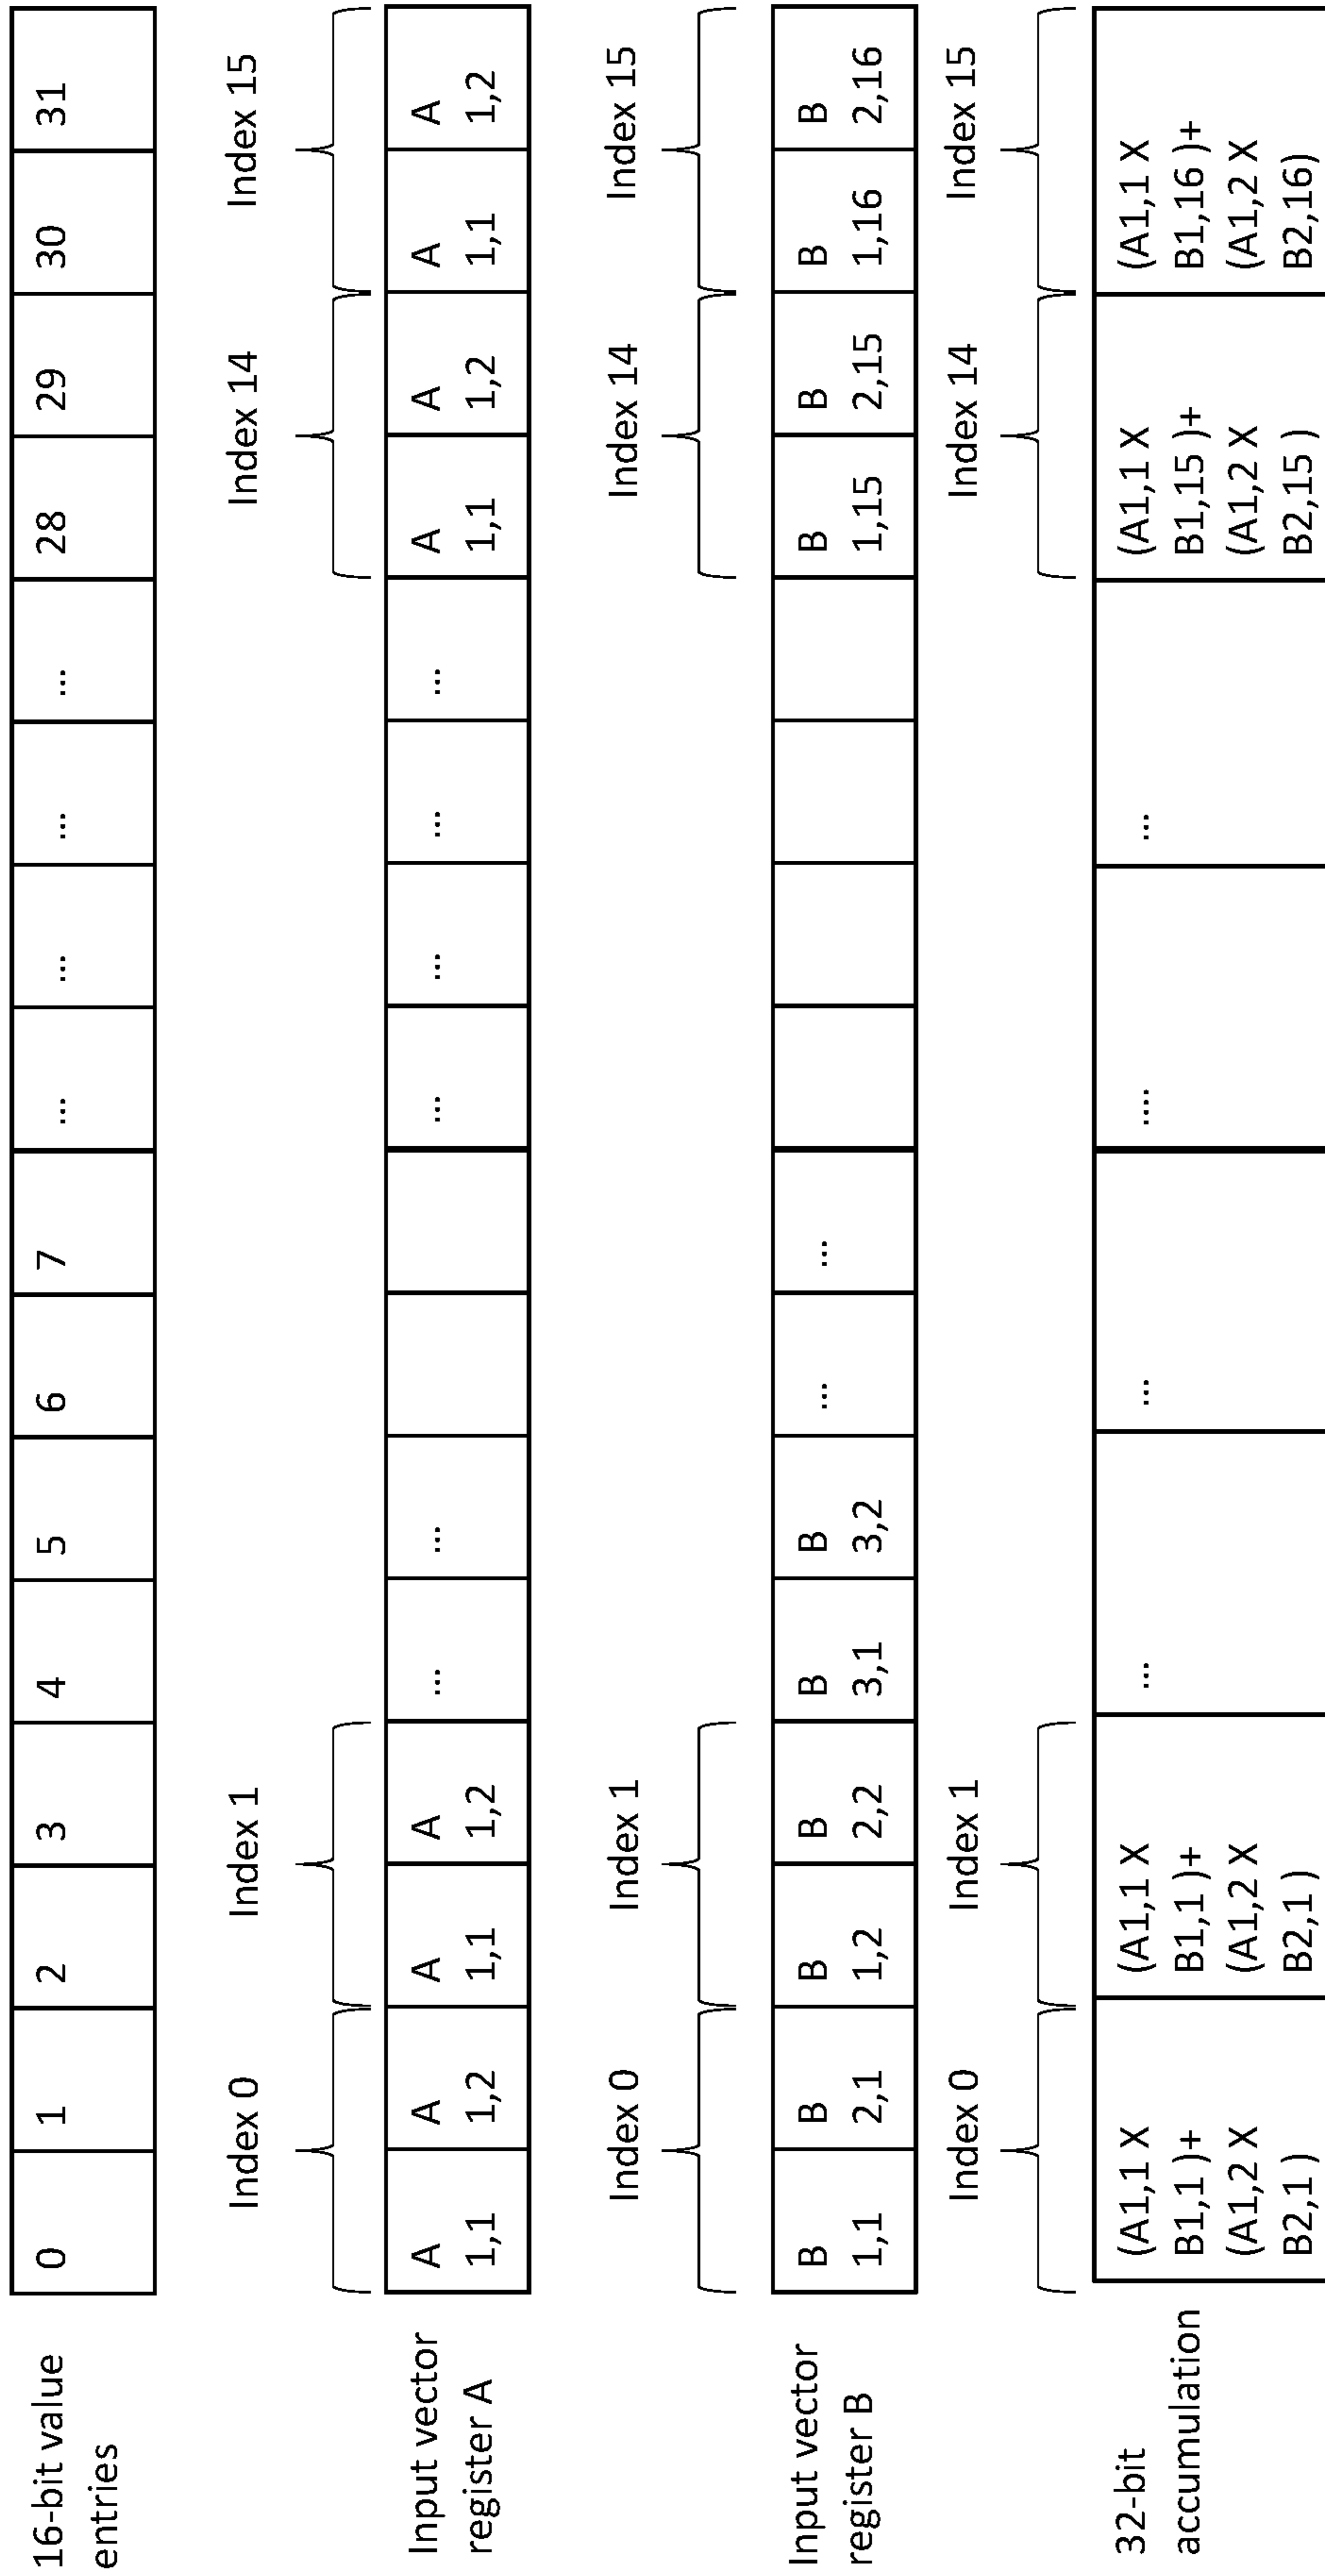 16-bit value
entries
0 1 2 3 4 5 6 7 ... ... ... ... 28 29 30 31
Index 0 Index 1 Index 14 Index 15
Input vector
register A
A A A A ... ... ... ... ... ... A A A A
1,1 1,2 1,1 1,2 1,1 1,2 1,1 1,2
Index 0 Index 1 Index 14 Index 15
Input vector
register B
B B B B B B ... ... B B B B
1,1 2,1 1,2 2,2 3,1 3,2 1,15 2,15 1,16 2,16
Index 0 Index 1 Index 14 Index 15
32-bit
accumulation
(A1,1 X
B1,1 )+
(A1,2 X
B2,1 )
(A1,1 X
B1,1 )+
(A1,2 X
B2,1 )
...
...
....
...
(A1,1 X
B1,15 )+
(A1,2 X
B2,15 )
(A1,1 X
B1,16 )+
(A1,2 X
B2,16)